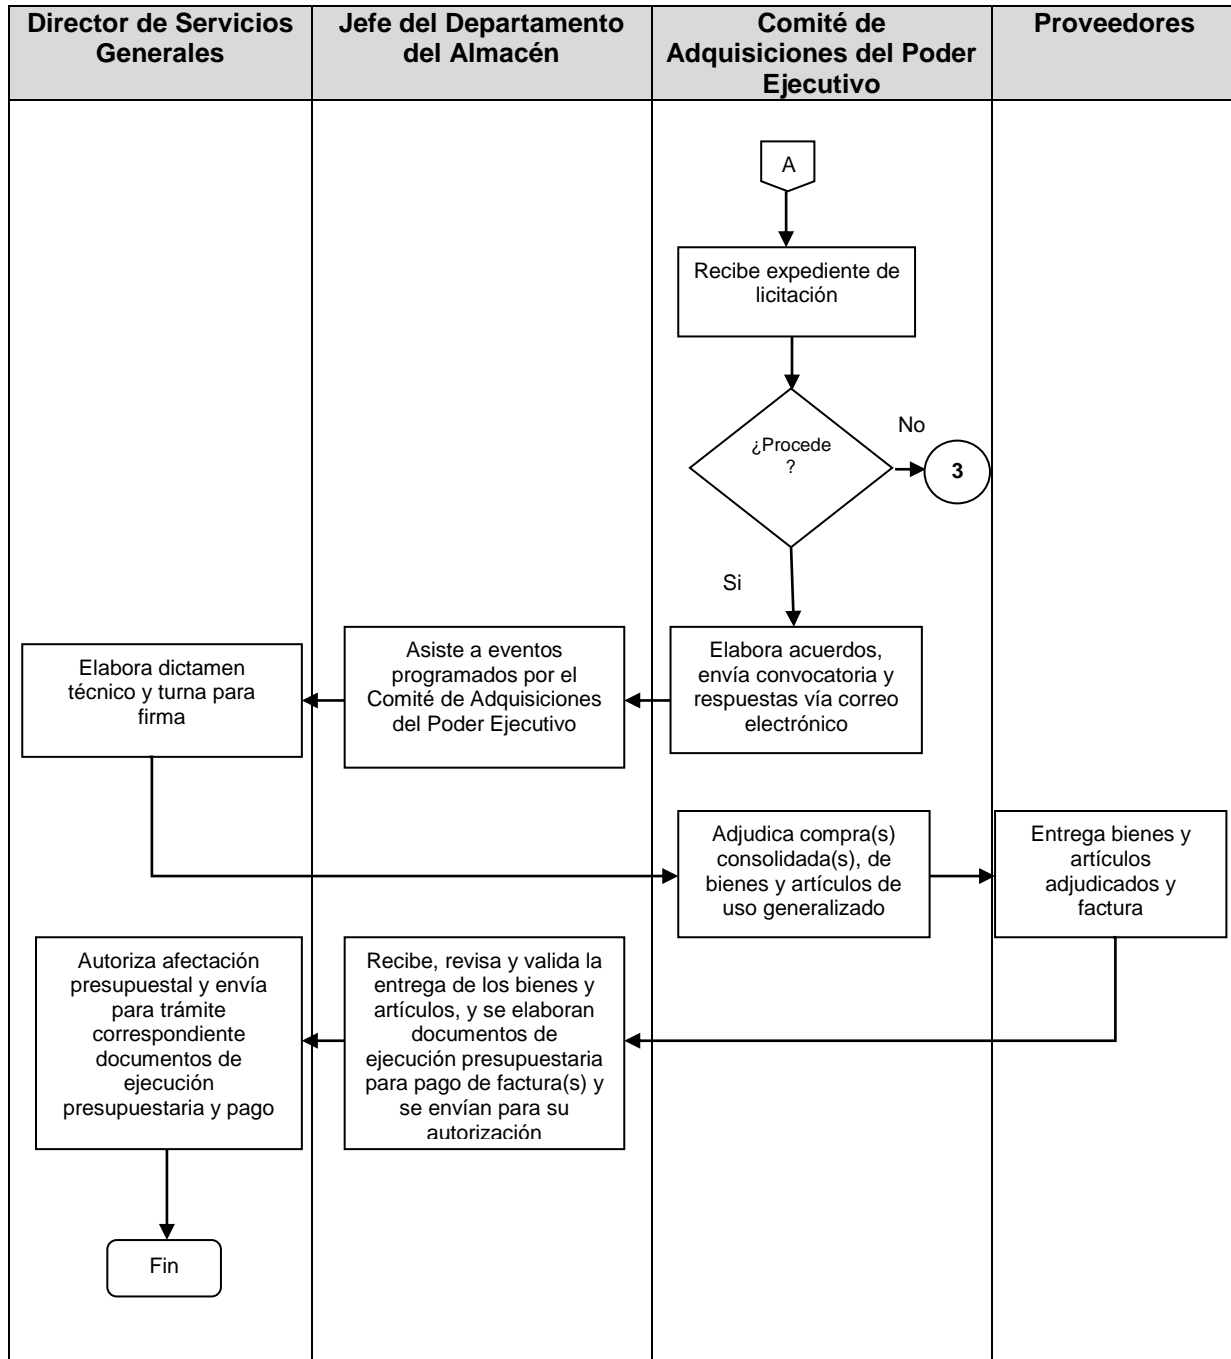 Director de Servicios
Generales
Jefe del Departamento
del Almacén
Comité de
Adquisiciones del Poder
Ejecutivo
Proveedores
A
Recibe expediente de
licitación
¿Procede
?
No
3
Si
Elabora acuerdos,
envía convocatoria y
respuestas vía correo
electrónico
Asiste a eventos
programados por el
Comité de Adquisiciones
del Poder Ejecutivo
Elabora dictamen
técnico y turna para
firma
Adjudica compra(s)
consolidada(s), de
bienes y artículos de
uso generalizado
Entrega bienes y
artículos
adjudicados y
factura
Recibe, revisa y valida la
entrega de los bienes y
artículos, y se elaboran
documentos de
ejecución presupuestaria
para pago de factura(s) y
se envían para su
autorización
Autoriza afectación
presupuestal y envía
para trámite
correspondiente
documentos de
ejecución
presupuestaria y pago
Fin